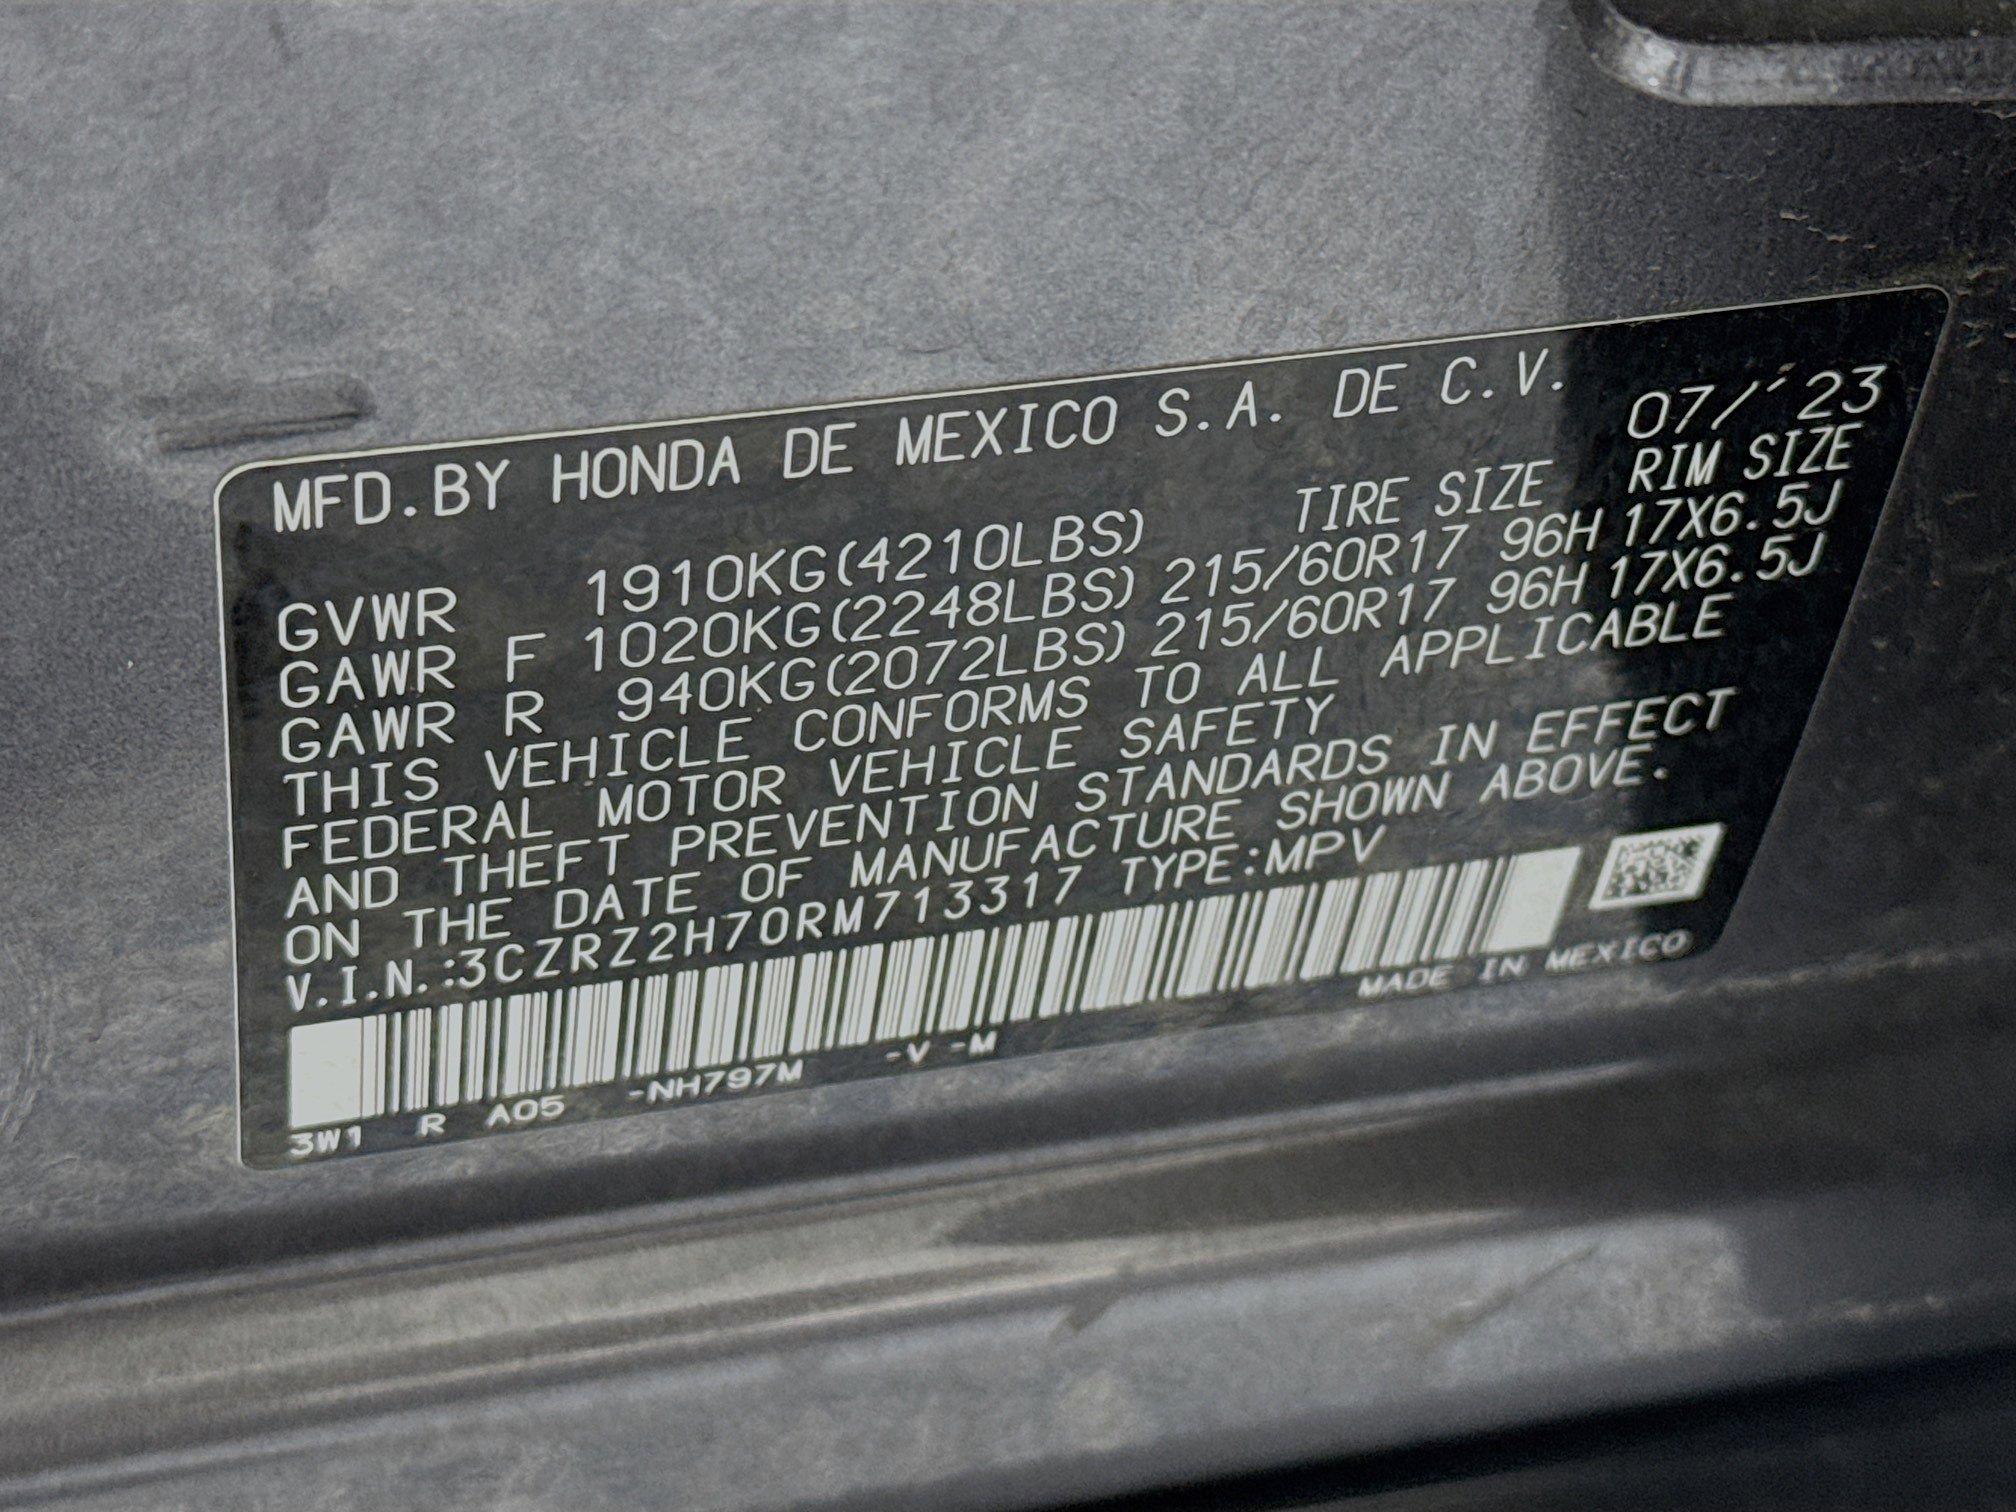 MFD.BY HONDA DE MEXICO S.A. DE C.V. 07/'23
TIRE SIZE RIM SIZE
GVWR 1910KG(4210LBS)
GAWR F 1020KG(2248LBS) 215/60R17 96H 17X6.5J
GAWR R 940KG(2072LBS) 215/60R17 96H 17X6.5J
THIS VEHICLE CONFORMS TO ALL APPLICABLE
FEDERAL MOTOR VEHICLE SAFETY
AND THEFT PREVENTION STANDARDS IN EFFECT
ON THE DATE OF MANUFACTURE SHOWN ABOVE.
V.I.N.:3CZRZ2H70RM713317 TYPE:MPV
MADE IN MEXICO
3W1 R A05 -NH797M -V -M